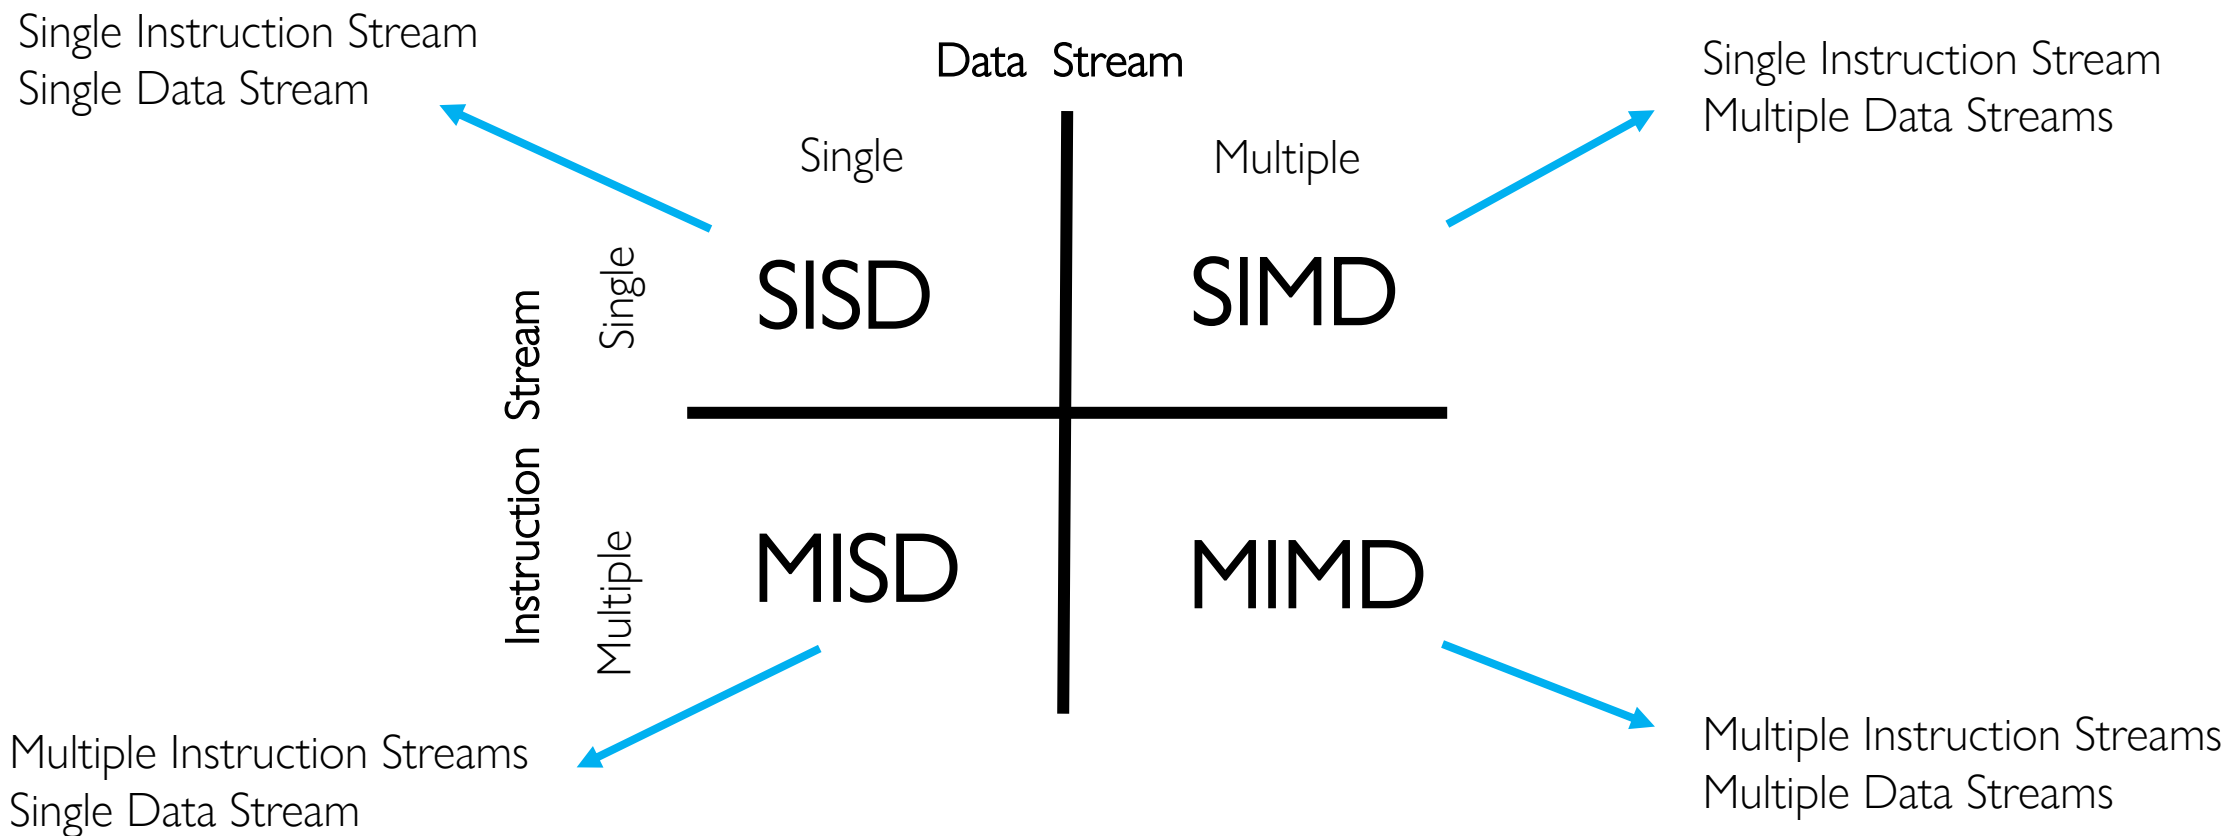 Single Instruction Stream
Single Data Stream
Data Stream
Single Instruction Stream
Multiple Data Streams
Single
Multiple
Instruction Stream
Single
SISD
SIMD
Multiple
MISD
MIMD
Multiple Instruction Streams
Single Data Stream
Multiple Instruction Streams
Multiple Data Streams